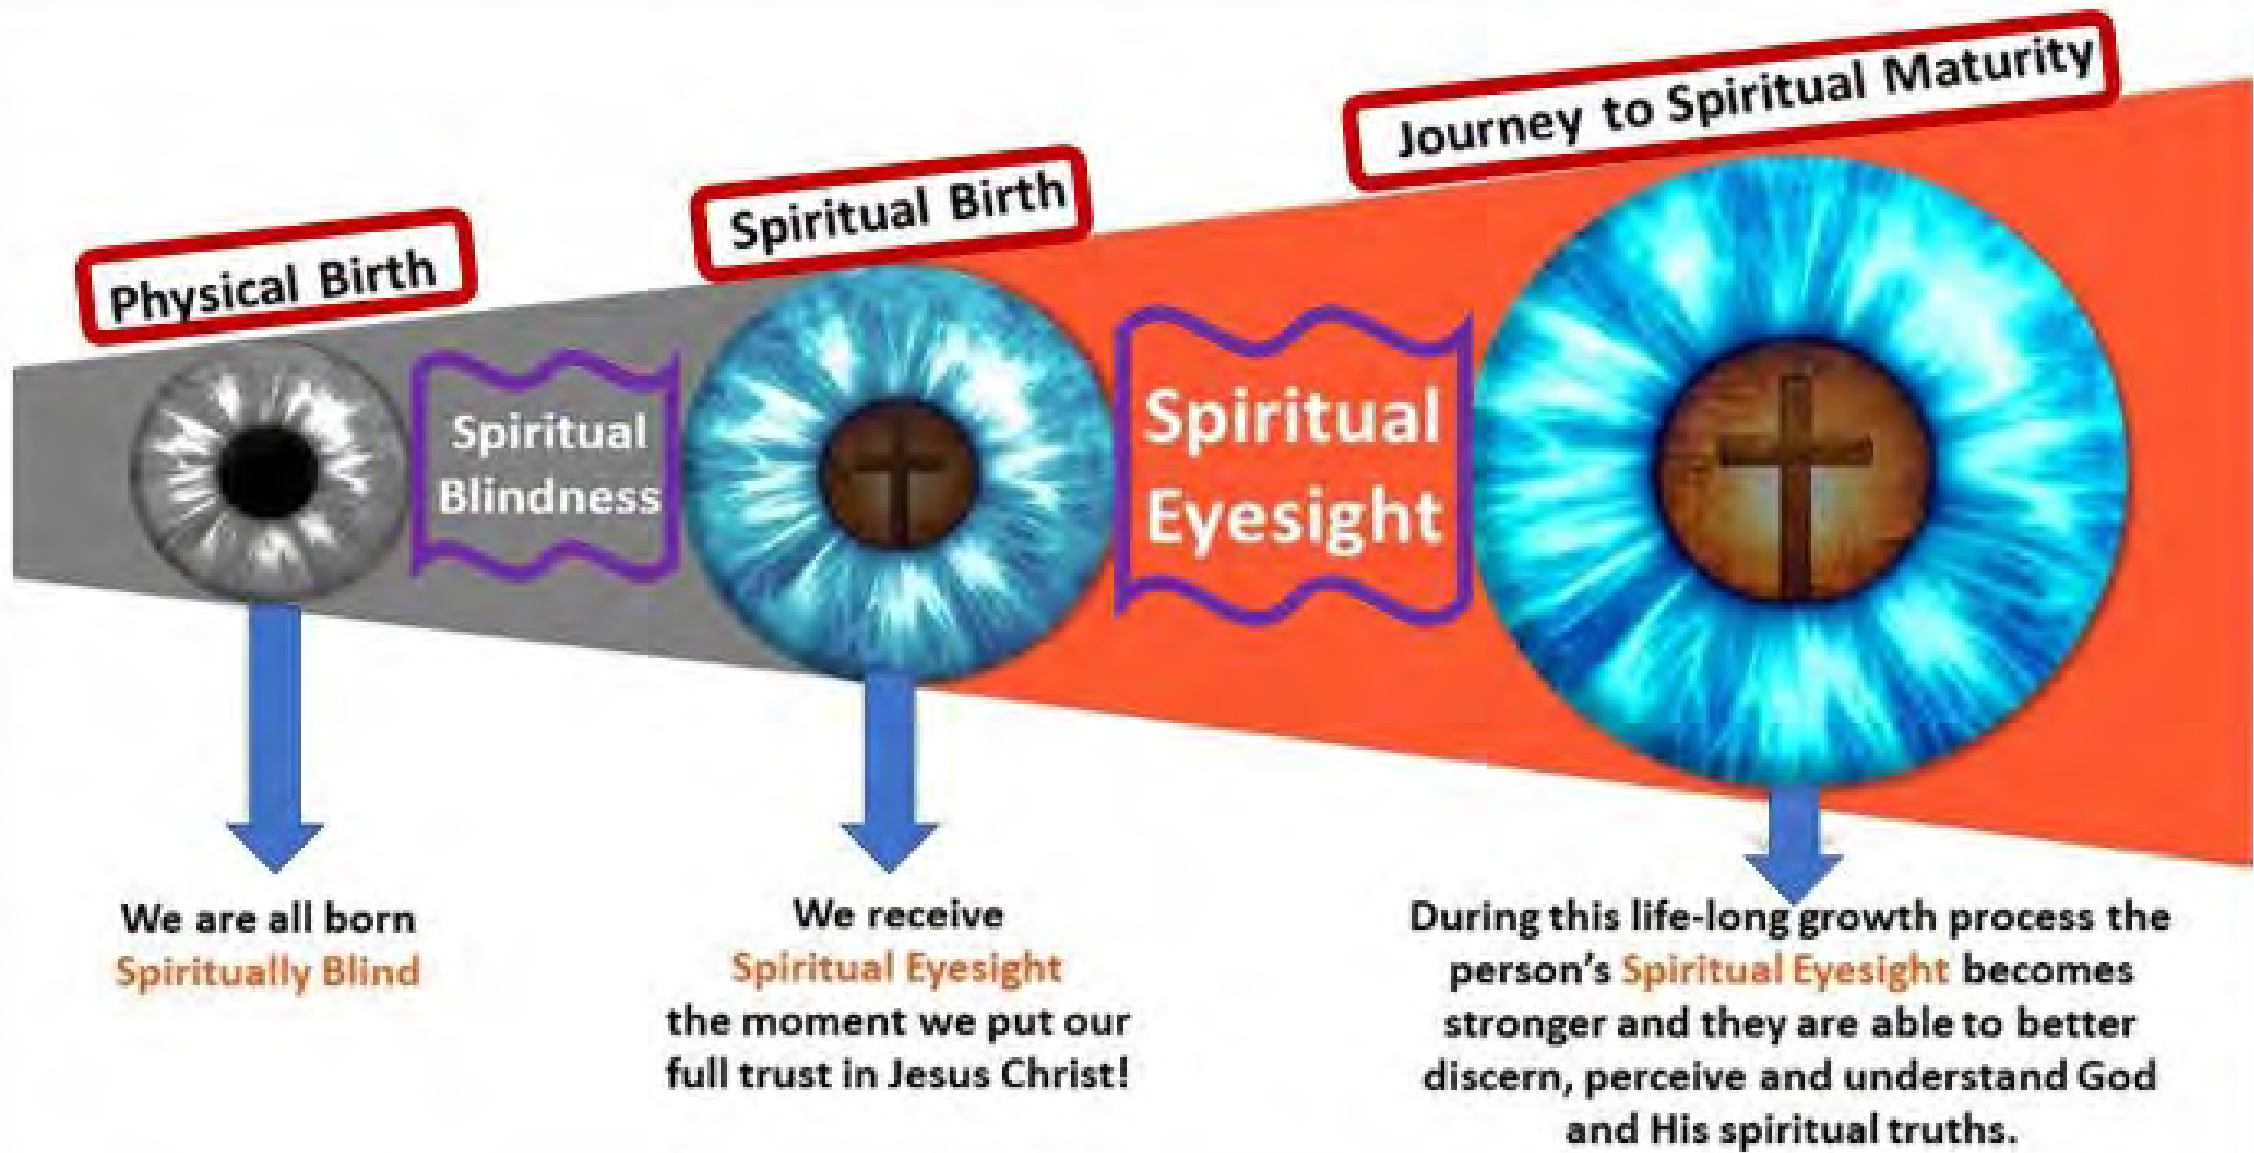 Physical Birth
Spiritual Birth
Journey to Spiritual Maturity
Spiritual
Blindness
Spiritual
Eyesight
We are all born
Spiritually Blind
We receive
Spiritual Eyesight
the moment we put our
full trust in Jesus Christ!
During this life-long growth process the
person's Spiritual Eyesight becomes
stronger and they are able to better
discern, perceive and understand God
and His spiritual truths.